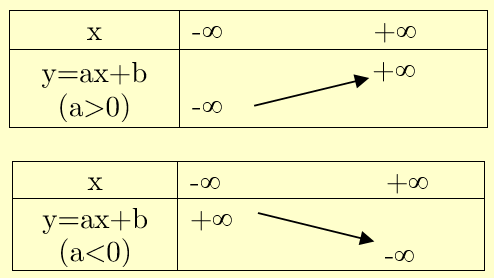 x -∞ +∞
y=ax+b +∞
(a>0) -∞
x -∞ +∞
y=ax+b +∞
(a<0) -∞